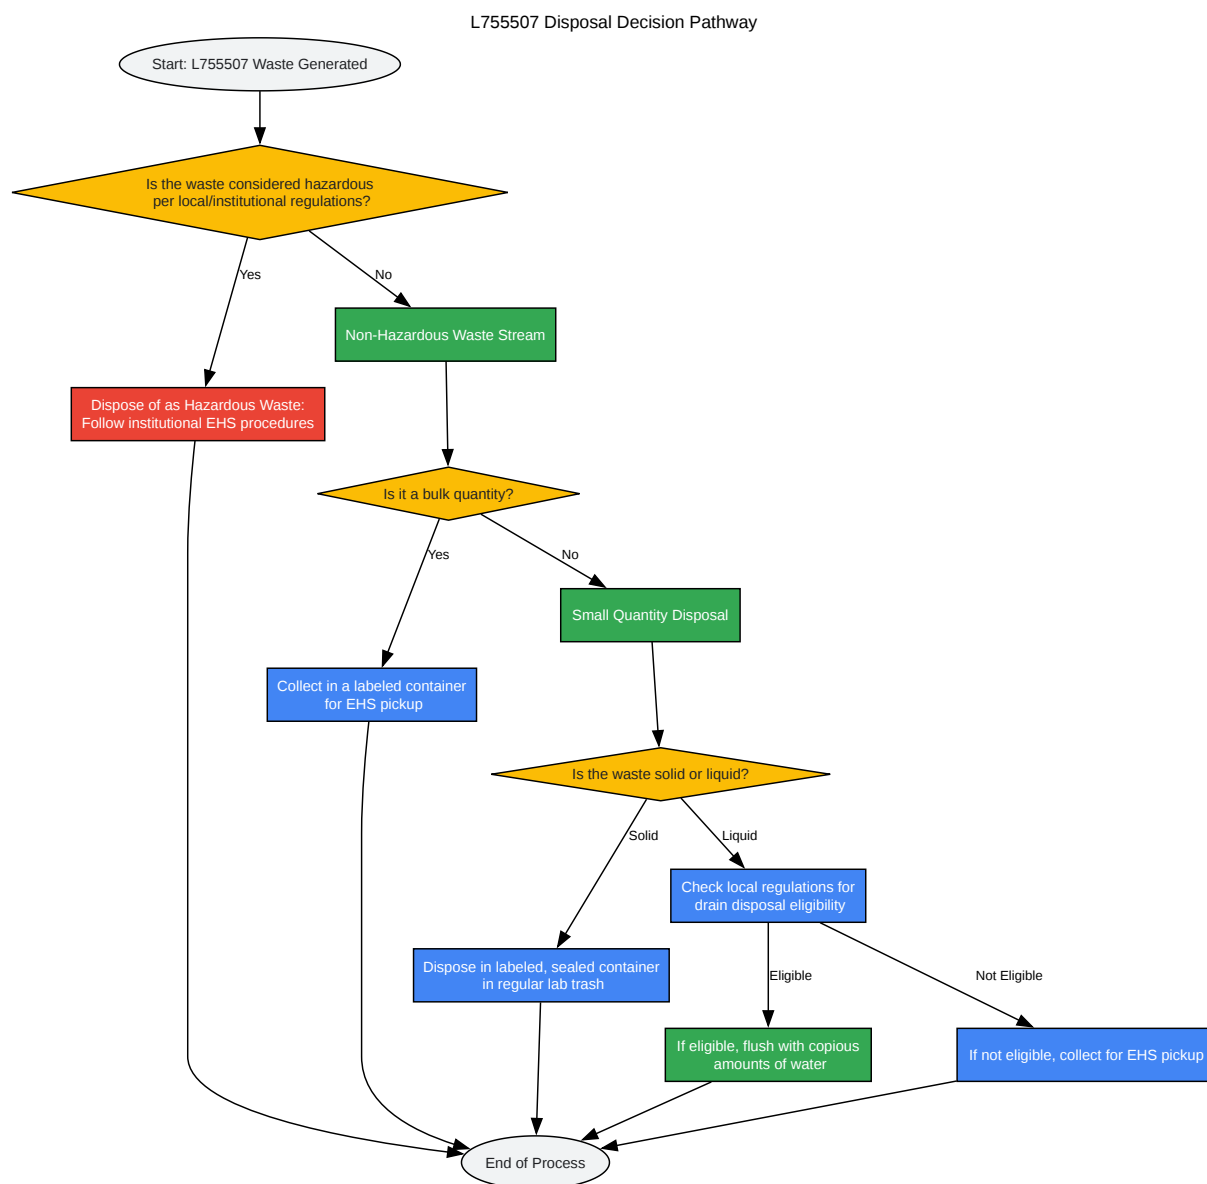 L755507 Disposal Decision Pathway
Start: L755507 Waste Generated
Is the waste considered hazardous
per local/institutional regulations?
Yes
No
Non-Hazardous Waste Stream
Dispose of as Hazardous Waste:
Follow institutional EHS procedures
Is it a bulk quantity?
Yes
No
Small Quantity Disposal
Collect in a labeled container
for EHS pickup
Is the waste solid or liquid?
Solid
Liquid
Check local regulations for
drain disposal eligibility
Dispose in labeled, sealed container
in regular lab trash
Eligible
Not Eligible
If eligible, flush with copious
amounts of water
If not eligible, collect for EHS pickup
End of Process